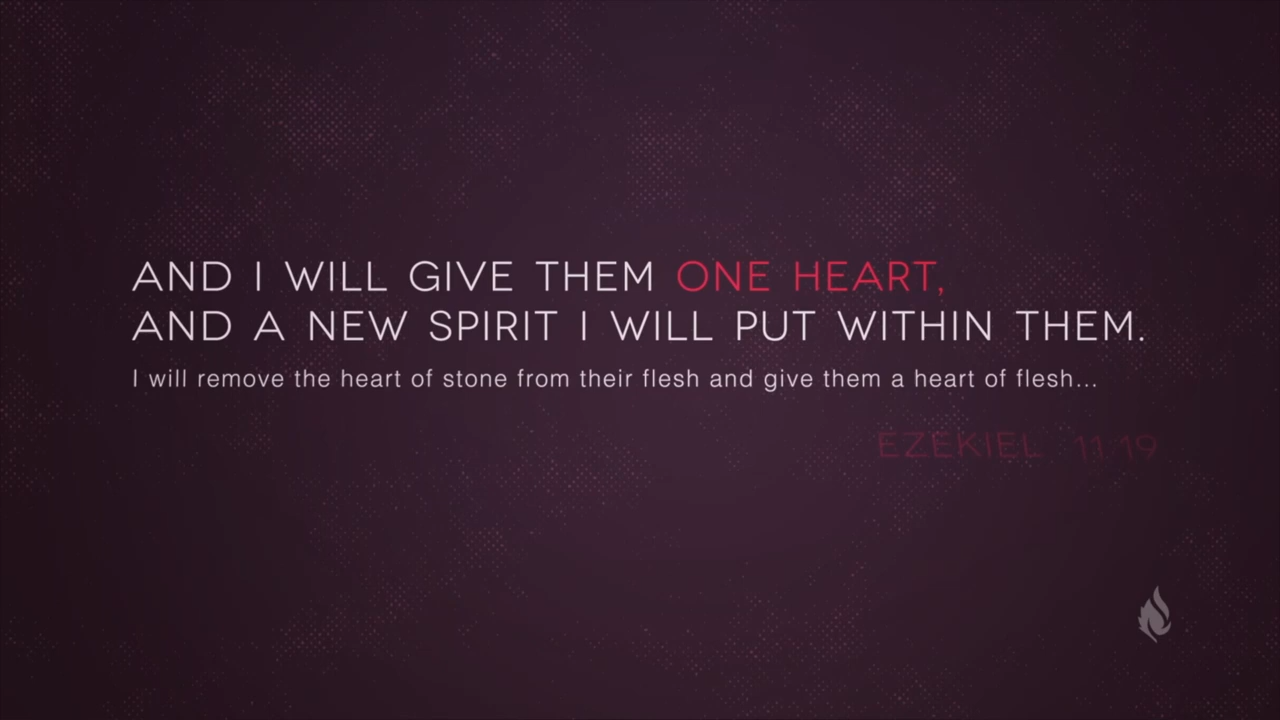 AND I WILL GIVE THEM ONE HEART,
AND A NEW SPIRIT I WILL PUT WITHIN THEM.
I will remove the heart of stone from their flesh and give them a heart of flesh...
EZEKIEL 11:19